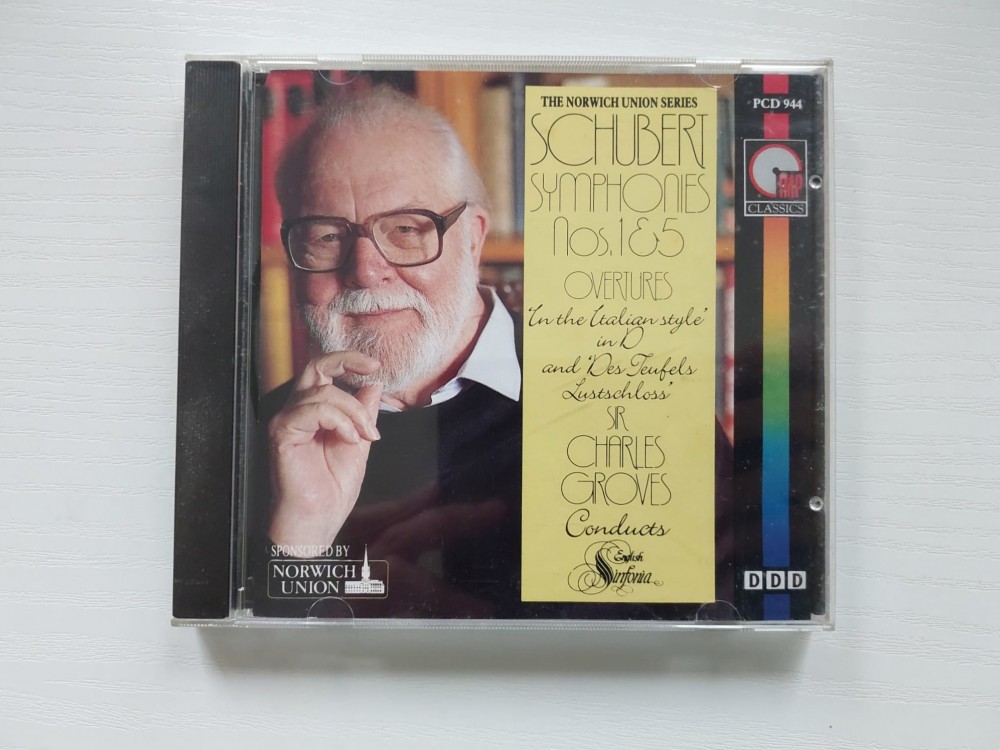 THE NORWICH UNION SERIES
SCHUBERT
SYMPHONIES
Nos. 1 & 5
OVERTURES
'In the Italian style'
in D
and 'Des Teufels
Lustschloss'
SIR
CHARLES
GROVES
Conducts
English
Sinfonia
PCD 944
CLASSICS
DDD
SPONSORED BY
NORWICH
UNION